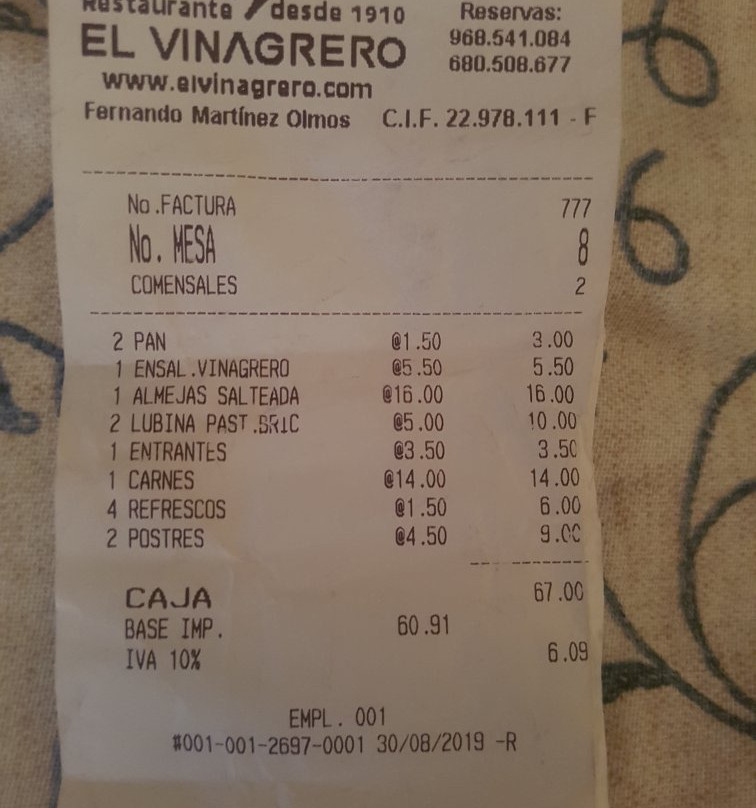 Restaurante desde 1910
EL VINAGRERO
www.elvinagrero.com
Reservas:
968.541.084
680.508.677
Fernando Martínez Olmos C.I.F. 22.978.111 - F
No.FACTURA 777
No. MESA 8
COMENSALES 2
2 PAN @1.50 3.00
1 ENSAL.VINAGRERO @5.50 5.50
1 ALMEJAS SALTEADA @16.00 16.00
2 LUBINA PAST.BRIC @5.00 10.00
1 ENTRANTES @3.50 3.50
1 CARNES @14.00 14.00
4 REFRESCOS @1.50 6.00
2 POSTRES @4.50 9.00
CAJA 67.00
BASE IMP. 60.91
IVA 10% 6.09
EMPL. 001
#001-001-2697-0001 30/08/2019 -R